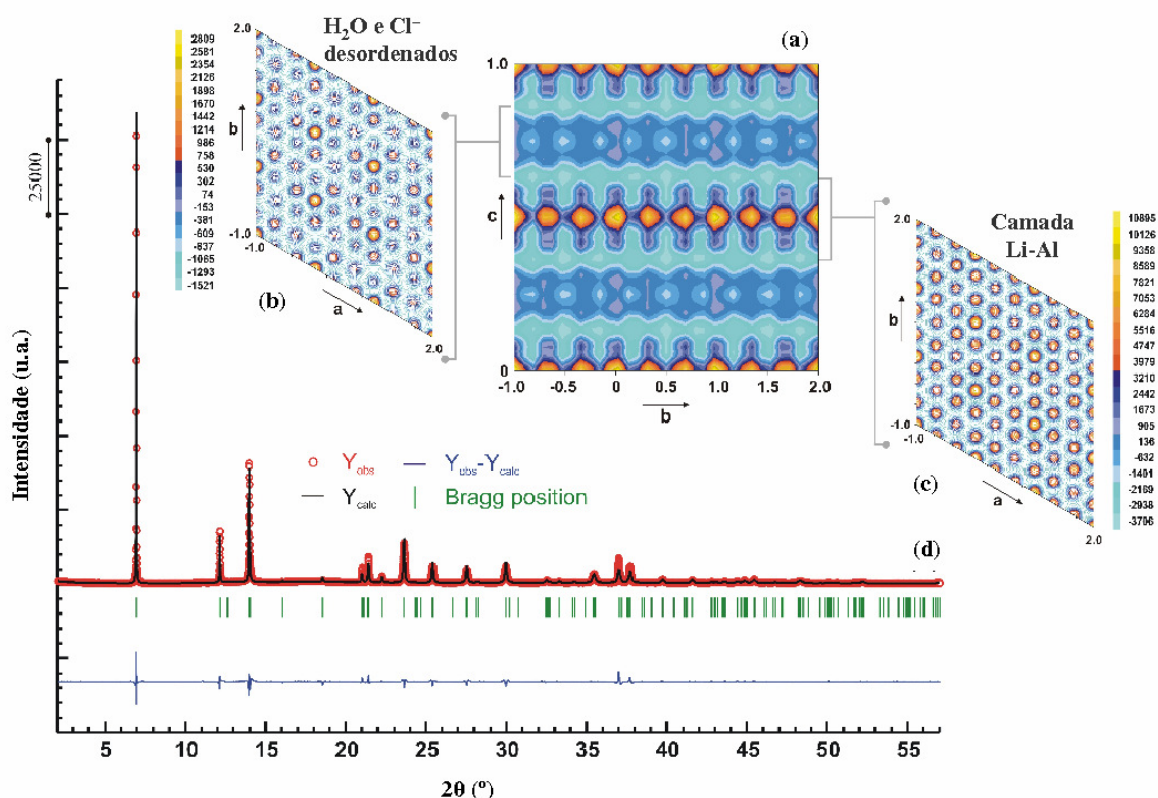 H₂O e Cl⁻
desordenados
(a)
2809
2581
2354
2126
1898
1670
1442
1214
986
758
530
302
74
-153
-381
-609
-837
-1065
-1293
-1521
2.0
b
-1.0
-1.0
a
2.0
(b)
1.0
c
0
-1.0 -0.5 0 0.5 1.0 1.5 2.0
b
Camada
Li-Al
2.0
b
-1.0
-1.0
a
2.0
(c)
10895
10126
9358
8589
7821
7053
6284
5516
4747
3979
3210
2442
1673
905
136
-632
-1401
-2169
-2938
-3706
25000
Intensidade (u.a.)
Yobs
Yobs-Ycalc
Ycalc
Bragg position
(d)
5 10 15 20 25 30 35 40 45 50 55
2θ (º)